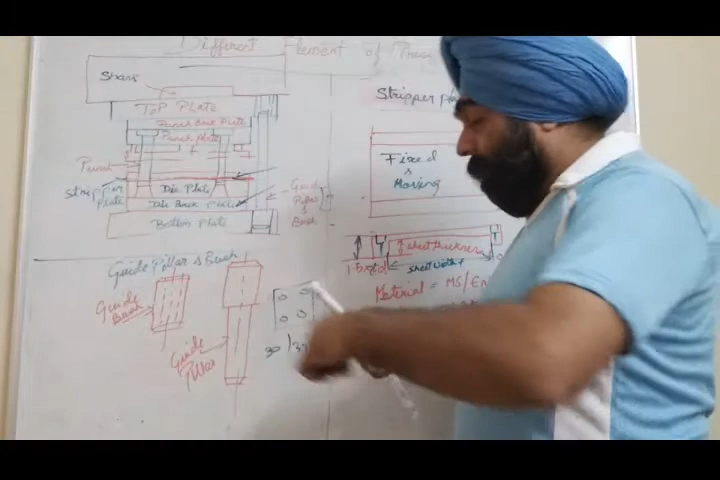 Different Element of Press
Shank
Top Plate
Punch Back Plate
Punch plate
Punch
Stripper
Plate
Die Plate
Die Back Plate
Bottom Plate
Guide
Pillar
&
Bush
Guide Pillar & Bush
Guide
Bush
Guide
Pillar
Stripper
Fixed
&
Moving
sheet thickness
sheet width
Material = MS/EN